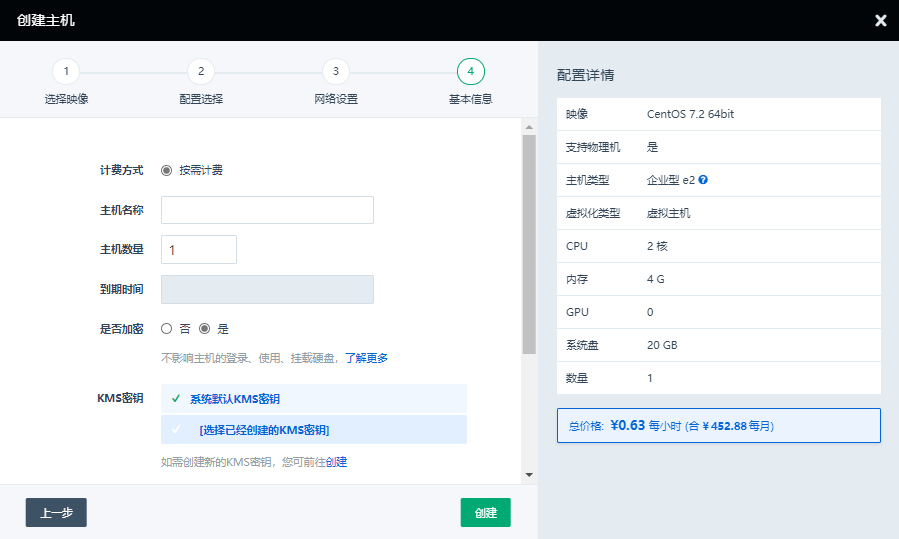 创建主机
1 2 3 4
选择映像 配置选择 网络设置 基本信息
计费方式 按需计费
主机名称
主机数量 1
到期时间
是否加密 否 是
不影响主机的登录、使用、挂载硬盘，了解更多
KMS密钥 系统默认KMS密钥
[选择已经创建的KMS密钥]
如需创建新的KMS密钥，您可前往创建
上一步 创建
配置详情
映像 CentOS 7.2 64bit
支持物理机 是
主机类型 企业型 e2
虚拟化类型 虚拟主机
CPU 2 核
内存 4 G
GPU 0
系统盘 20 GB
数量 1
总价格: ¥0.63 每小时 (合 ¥ 452.88 每月)